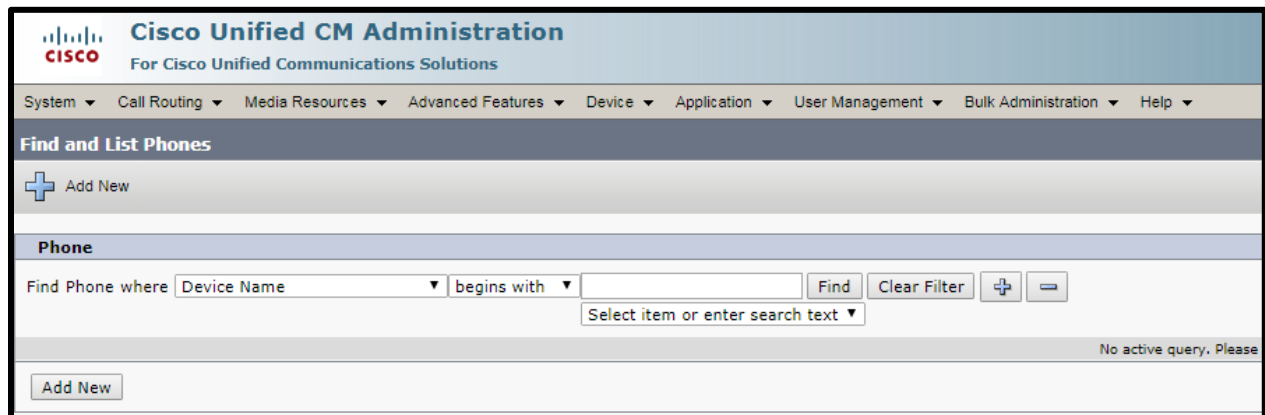 CISCO
Cisco Unified CM Administration
For Cisco Unified Communications Solutions
System Call Routing Media Resources Advanced Features Device Application User Management Bulk Administration Help
Find and List Phones
Add New
Phone
Find Phone where Device Name begins with Find Clear Filter
Select item or enter search text
No active query. Please
Add New